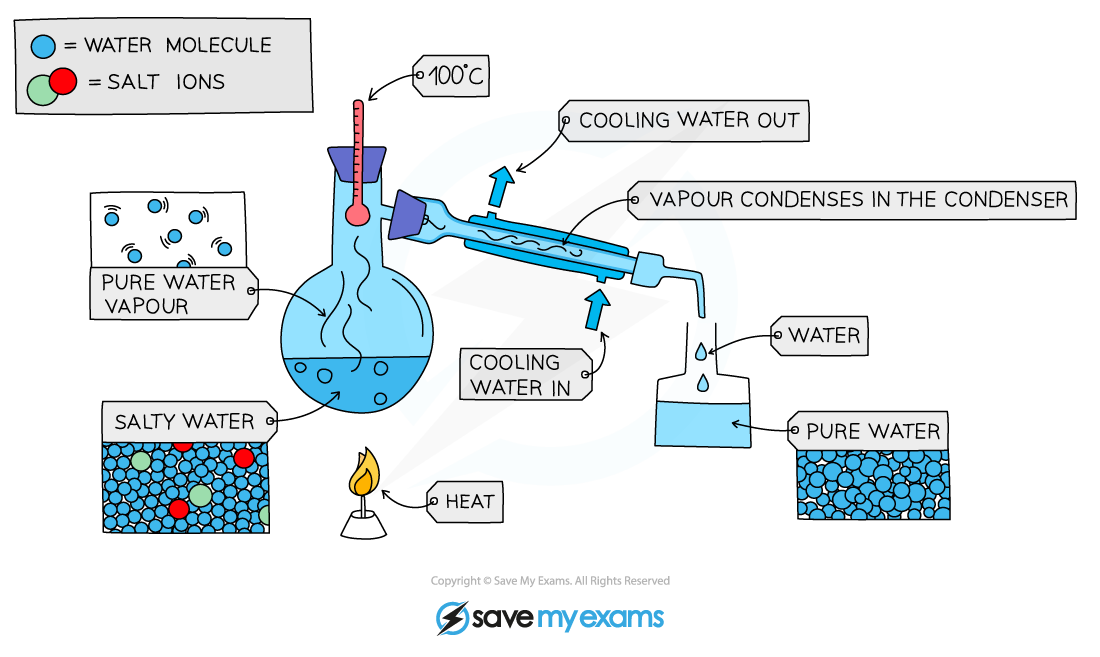 = WATER MOLECULE
= SALT IONS
100°C
COOLING WATER OUT
VAPOUR CONDENSES IN THE CONDENSER
PURE WATER
VAPOUR
COOLING
WATER IN
WATER
SALTY WATER
PURE WATER
HEAT
Copyright © Save My Exams. All Rights Reserved
save my exams